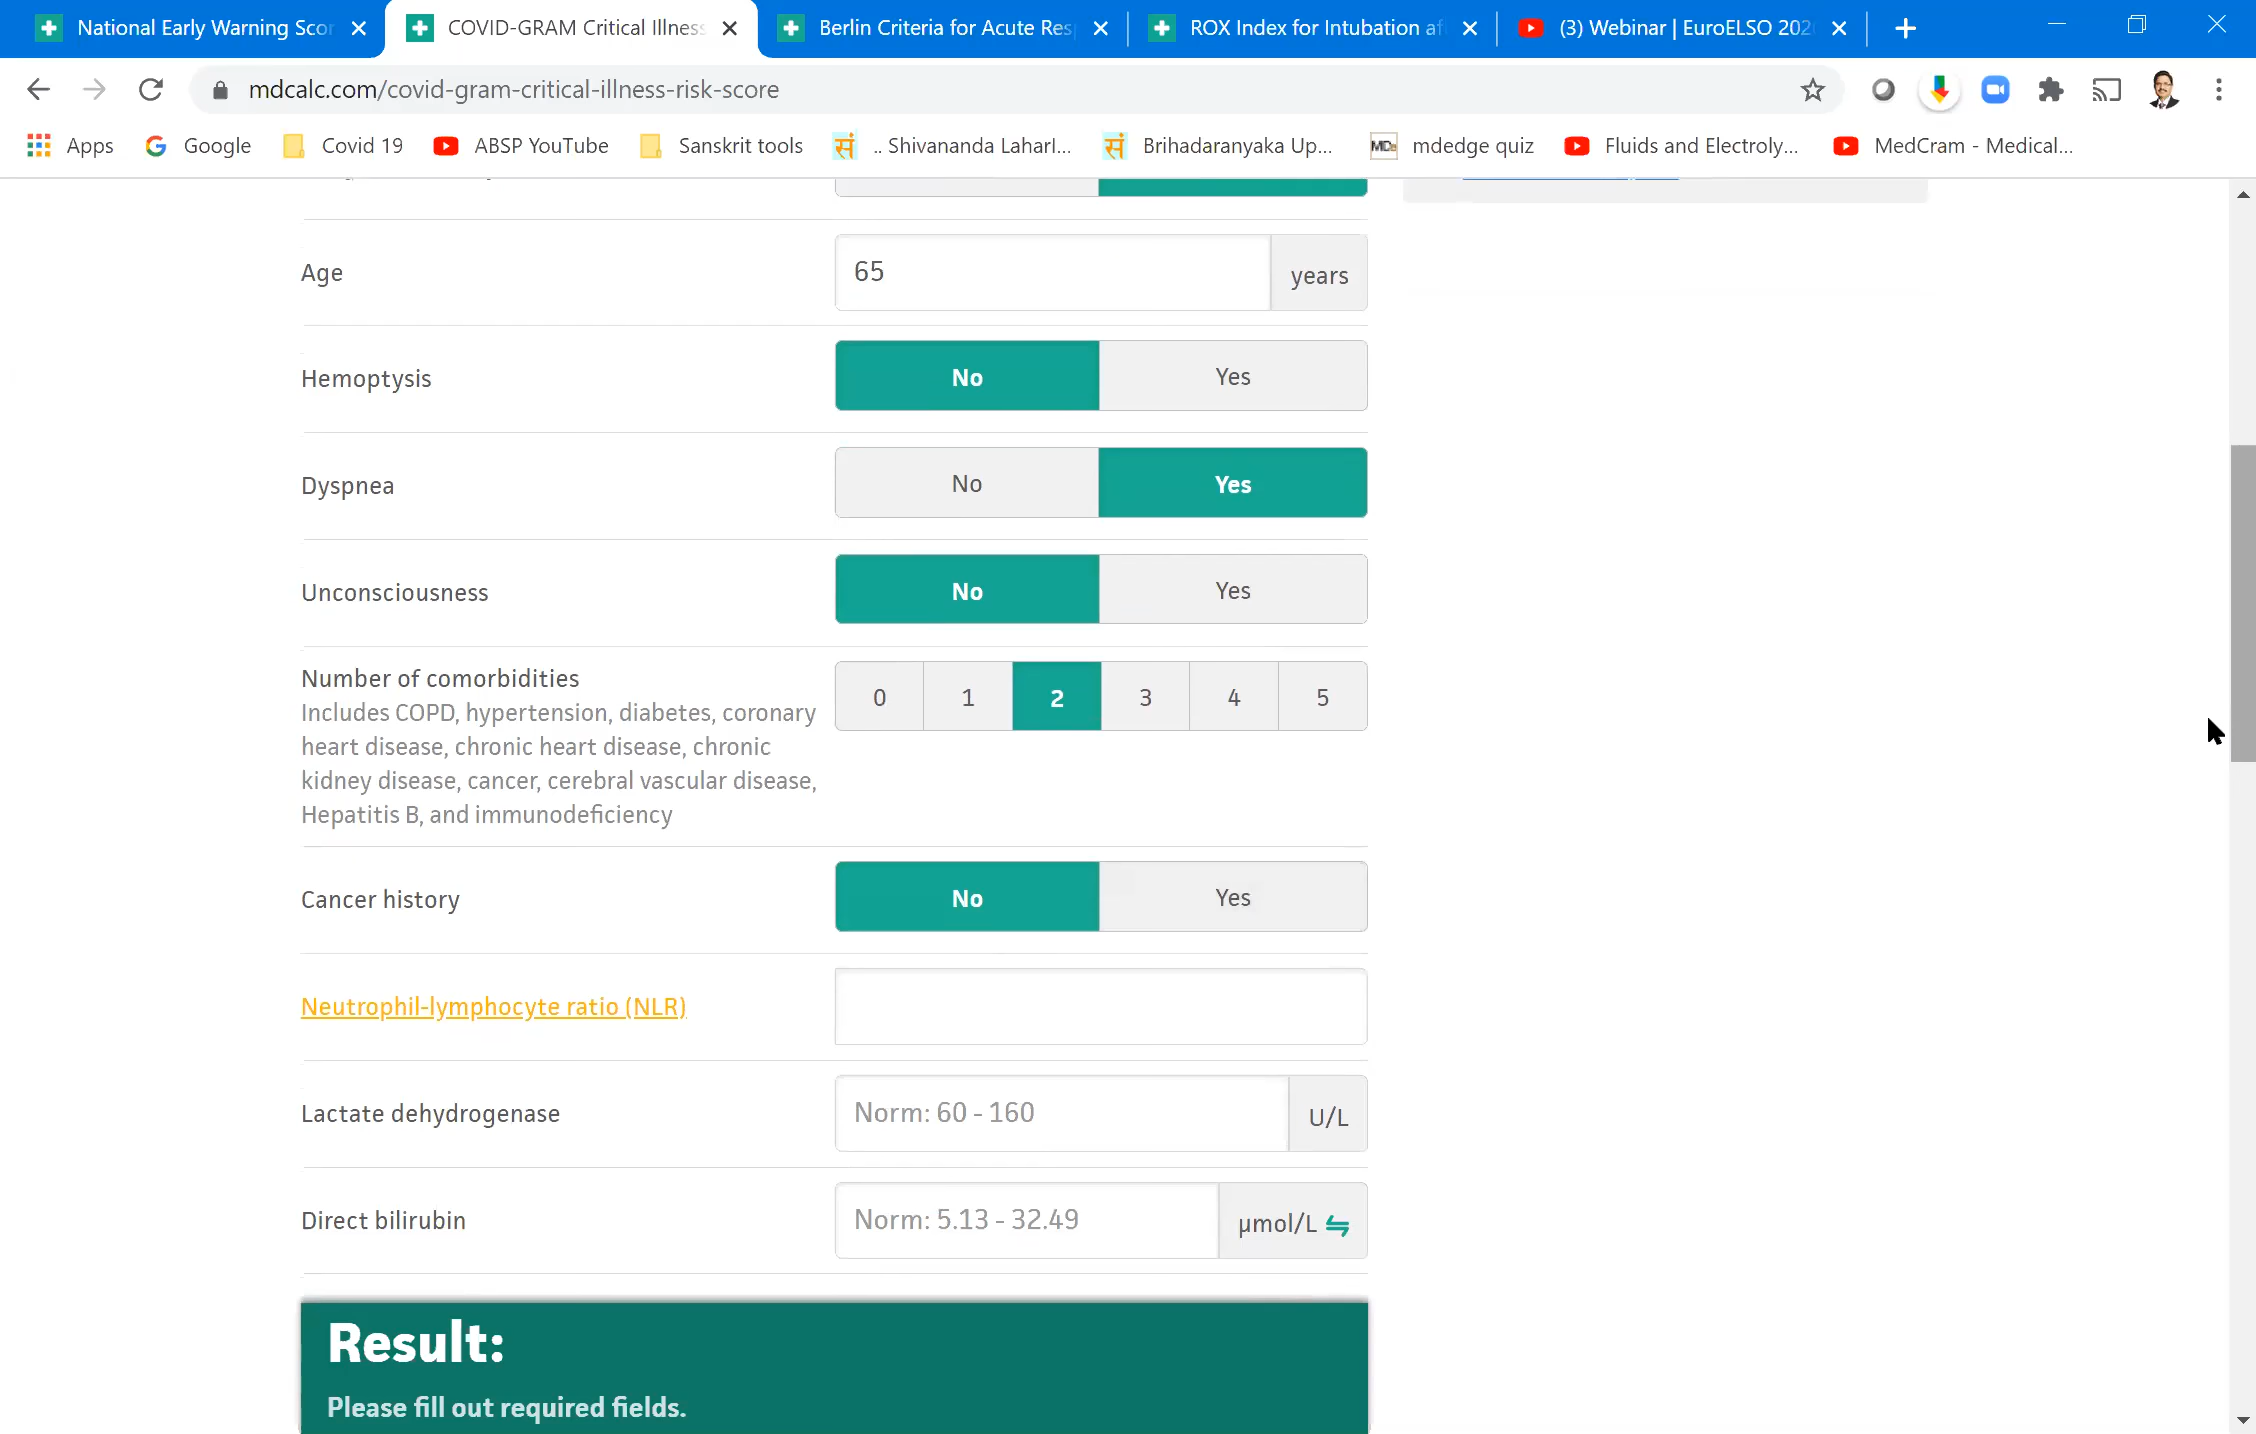 National Early Warning Scor
COVID-GRAM Critical Illness
Berlin Criteria for Acute Res
ROX Index for Intubation af
(3) Webinar | EuroELSO 202
mdcalc.com/covid-gram-critical-illness-risk-score
Apps
Google
Covid 19
ABSP YouTube
Sanskrit tools
सं
.. Shivananda Laharl...
सं
Brihadaranyaka Up...
MD
mdedge quiz
Fluids and Electroly...
MedCram - Medical...
Age
65
years
Hemoptysis
No
Yes
Dyspnea
No
Yes
Unconsciousness
No
Yes
Number of comorbidities
Includes COPD, hypertension, diabetes, coronary
heart disease, chronic heart disease, chronic
kidney disease, cancer, cerebral vascular disease,
Hepatitis B, and immunodeficiency
0 1 2 3 4 5
Cancer history
No
Yes
Neutrophil-lymphocyte ratio (NLR)
Lactate dehydrogenase
Norm: 60 - 160
U/L
Direct bilirubin
Norm: 5.13 - 32.49
µmol/L
Result:
Please fill out required fields.